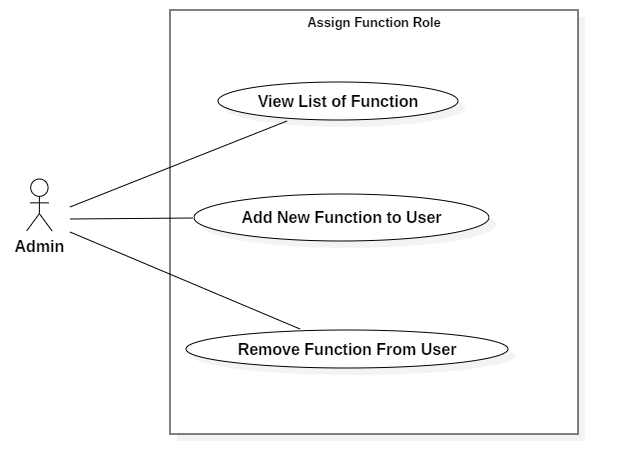 Assign Function Role
View List of Function
Add New Function to User
Admin
Remove Function From User